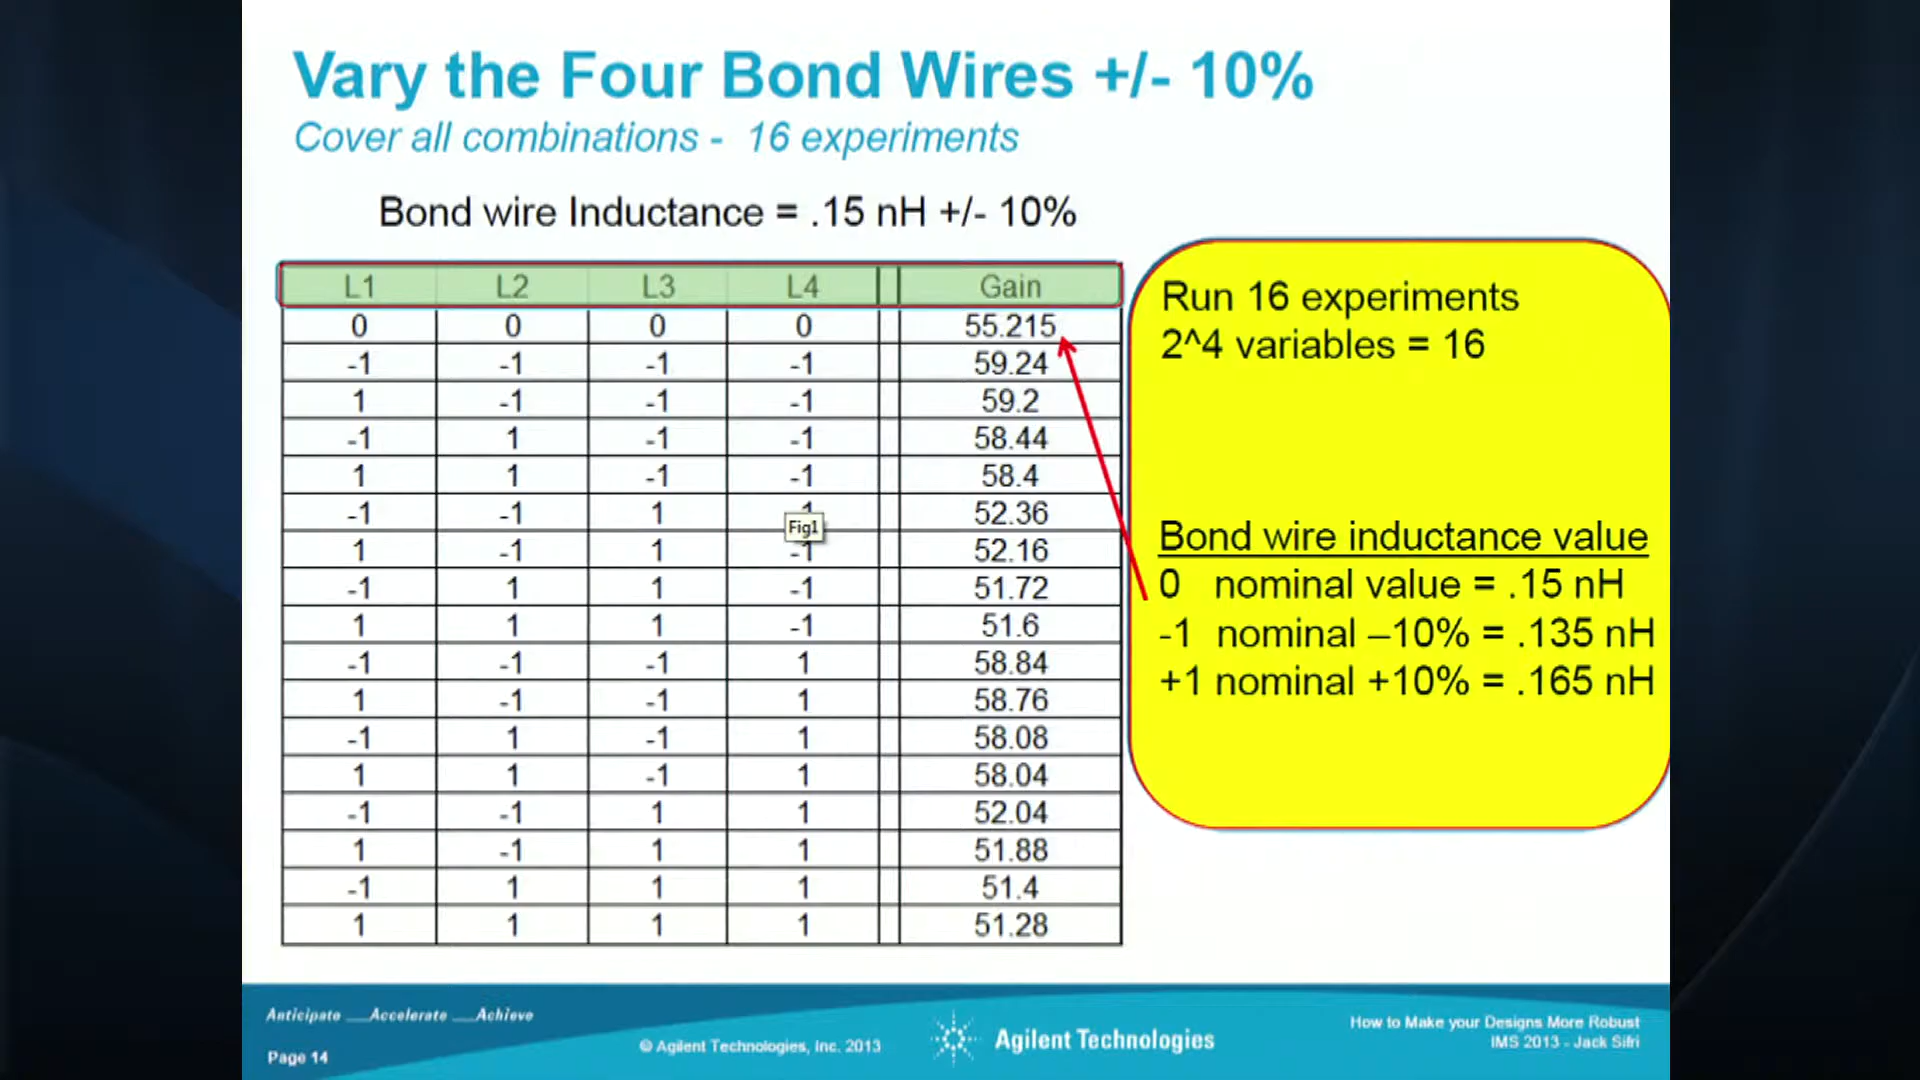 Vary the Four Bond Wires +/- 10%
Cover all combinations - 16 experiments
Bond wire Inductance = .15 nH +/- 10%
L1 L2 L3 L4 Gain
0 0 0 0 55.215
-1 -1 -1 -1 59.24
1 -1 -1 -1 59.2
-1 1 -1 -1 58.44
1 1 -1 -1 58.4
-1 -1 1 52.36
Fig1
1 -1 1 -1 52.16
-1 1 1 -1 51.72
1 1 1 -1 51.6
-1 -1 -1 1 58.84
1 -1 -1 1 58.76
-1 1 -1 1 58.08
1 1 -1 1 58.04
-1 -1 1 1 52.04
1 -1 1 1 51.88
-1 1 1 1 51.4
1 1 1 1 51.28
Run 16 experiments
2^4 variables = 16
Bond wire inductance value
0 nominal value = .15 nH
-1 nominal –10% = .135 nH
+1 nominal +10% = .165 nH
Anticipate __Accelerate __Achieve
Page 14
© Agilent Technologies, Inc. 2013
Agilent Technologies
How to Make your Designs More Robust
IMS 2013 - Jack Sifri